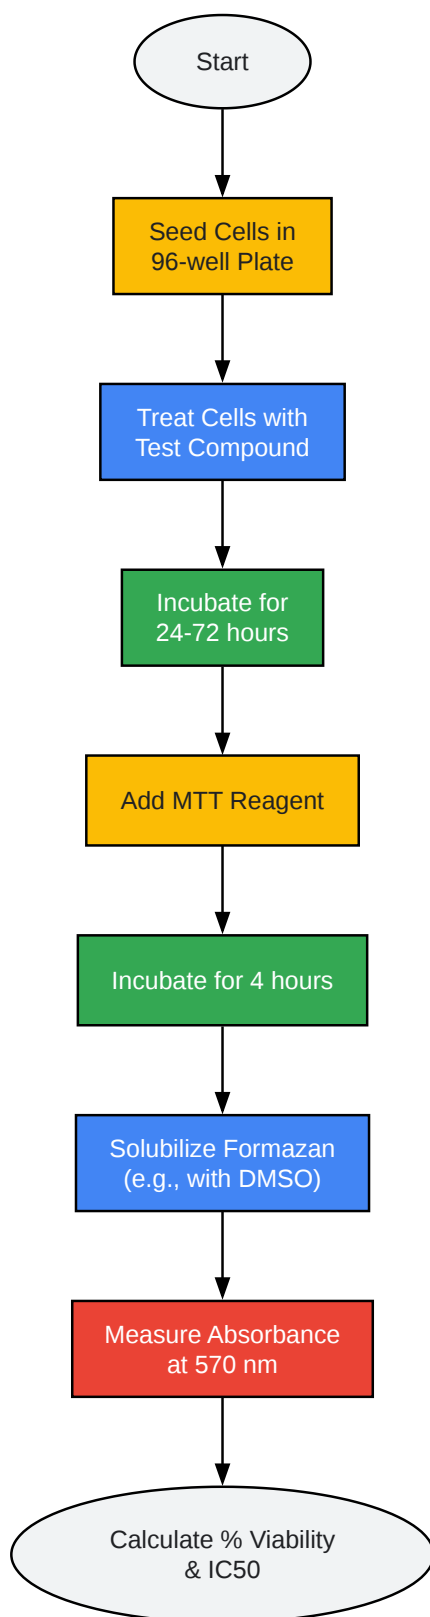 Start
Seed Cells in
96-well Plate
Treat Cells with
Test Compound
Incubate for
24-72 hours
Add MTT Reagent
Incubate for 4 hours
Solubilize Formazan
(e.g., with DMSO)
Measure Absorbance
at 570 nm
Calculate % Viability
& IC50